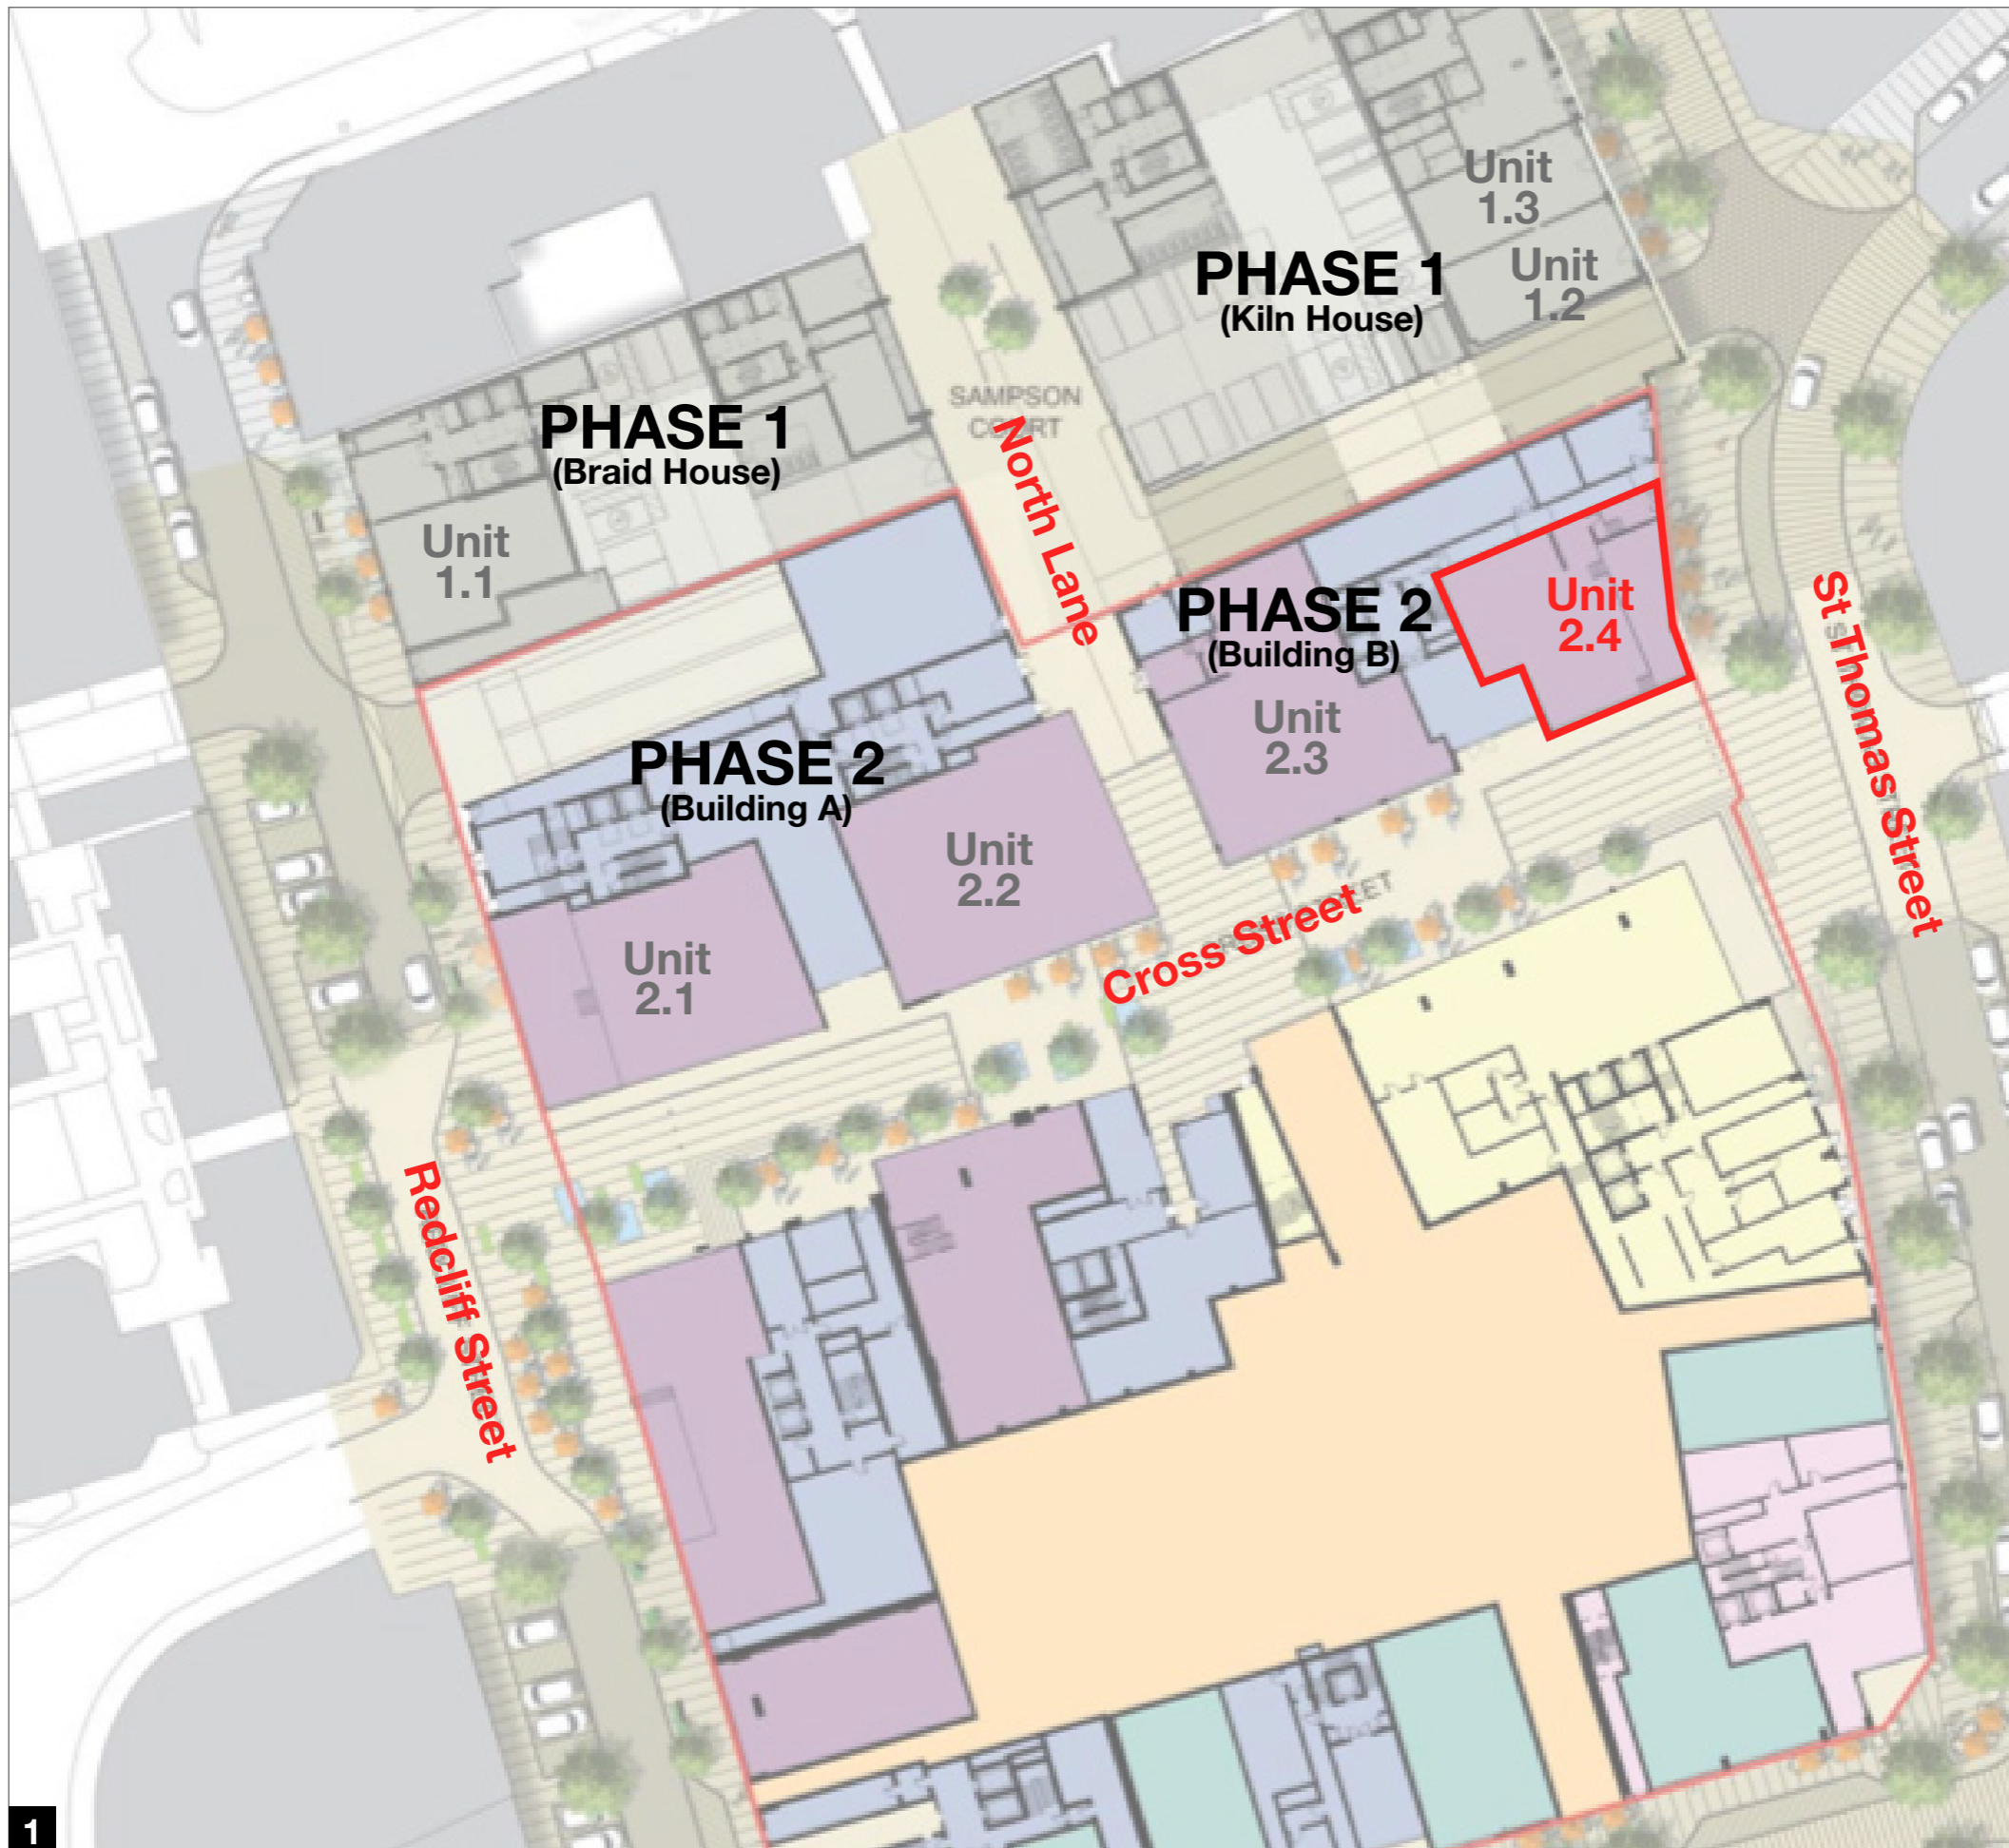 Unit
1.3
Unit
1.2
PHASE 1
(Kiln House)
SAMPSON
COURT
North Lane
PHASE 1
(Braid House)
Unit
1.1
PHASE 2
(Building B)
Unit
2.4
Unit
2.3
St Thomas Street
PHASE 2
(Building A)
Unit
2.2
Unit
2.1
Cross Street
Redcliff Street
1